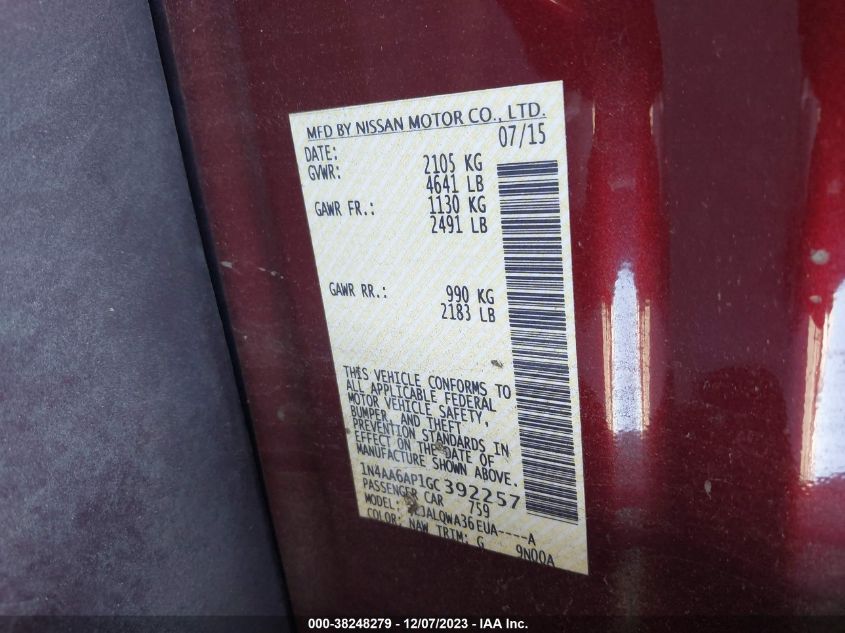 MFD BY NISSAN MOTOR CO., LTD.
DATE: 07/15
GVWR: 2105 KG
4641 LB
GAWR FR.: 1130 KG
2491 LB
GAWR RR.: 990 KG
2183 LB
THIS VEHICLE CONFORMS TO
ALL APPLICABLE FEDERAL
MOTOR VEHICLE SAFETY,
BUMPER, AND THEFT
PREVENTION STANDARDS IN
EFFECT ON THE DATE OF
MANUFACTURE SHOWN ABOVE.
1N4AA6AP1GC392257
PASSENGER CAR 759
MODEL:
COLOR: NAW TRIM: G 9N00A
000-38248279 - 12/07/2023 - IAA Inc.